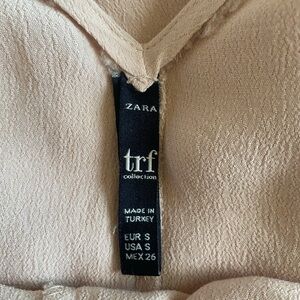 ZARA
trf
collection
MADE IN
TURKEY
EUR S
USA S
MEX 26